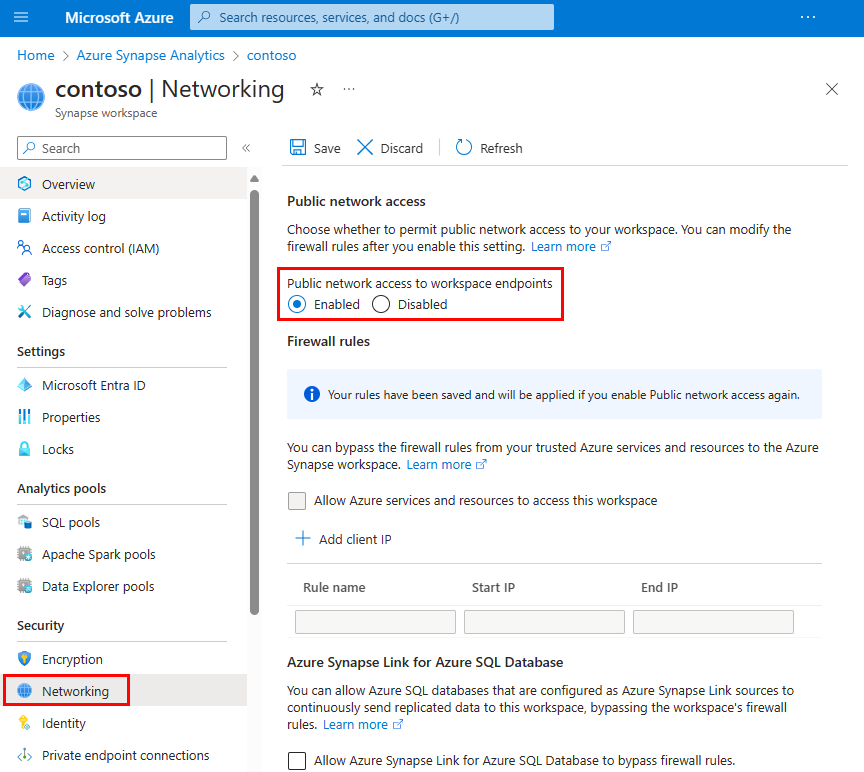 Microsoft Azure
Search resources, services, and docs (G+/)
...
Home > Azure Synapse Analytics > contoso
contoso | Networking
...
Synapse workspace
Search
«
Overview
Activity log
Access control (IAM)
Tags
Diagnose and solve problems
Settings
Microsoft Entra ID
Properties
Locks
Analytics pools
SQL pools
Apache Spark pools
Data Explorer pools
Security
Encryption
Networking
Identity
Private endpoint connections
Save
Discard
Refresh
Public network access
Choose whether to permit public network access to your workspace. You can modify the
firewall rules after you enable this setting. Learn more
Public network access to workspace endpoints
Enabled
Disabled
Firewall rules
Your rules have been saved and will be applied if you enable Public network access again.
You can bypass the firewall rules from your trusted Azure services and resources to the Azure
Synapse workspace. Learn more
Allow Azure services and resources to access this workspace
+ Add client IP
Rule name Start IP End IP
Azure Synapse Link for Azure SQL Database
You can allow Azure SQL databases that are configured as Azure Synapse Link sources to
continuously send replicated data to this workspace, bypassing the workspace's firewall
rules. Learn more
Allow Azure Synapse Link for Azure SQL Database to bypass firewall rules.